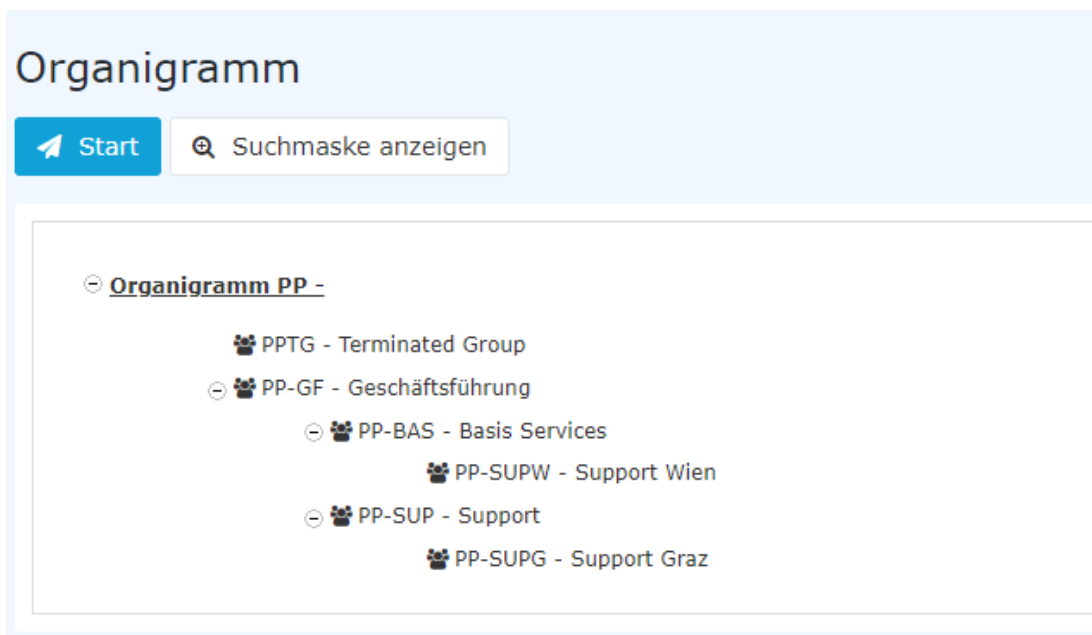 Organigramm
Start Suchmaske anzeigen
Organigramm PP -
PPTG - Terminated Group
PP-GF - Geschäftsführung
PP-BAS - Basis Services
PP-SUPW - Support Wien
PP-SUP - Support
PP-SUPG - Support Graz